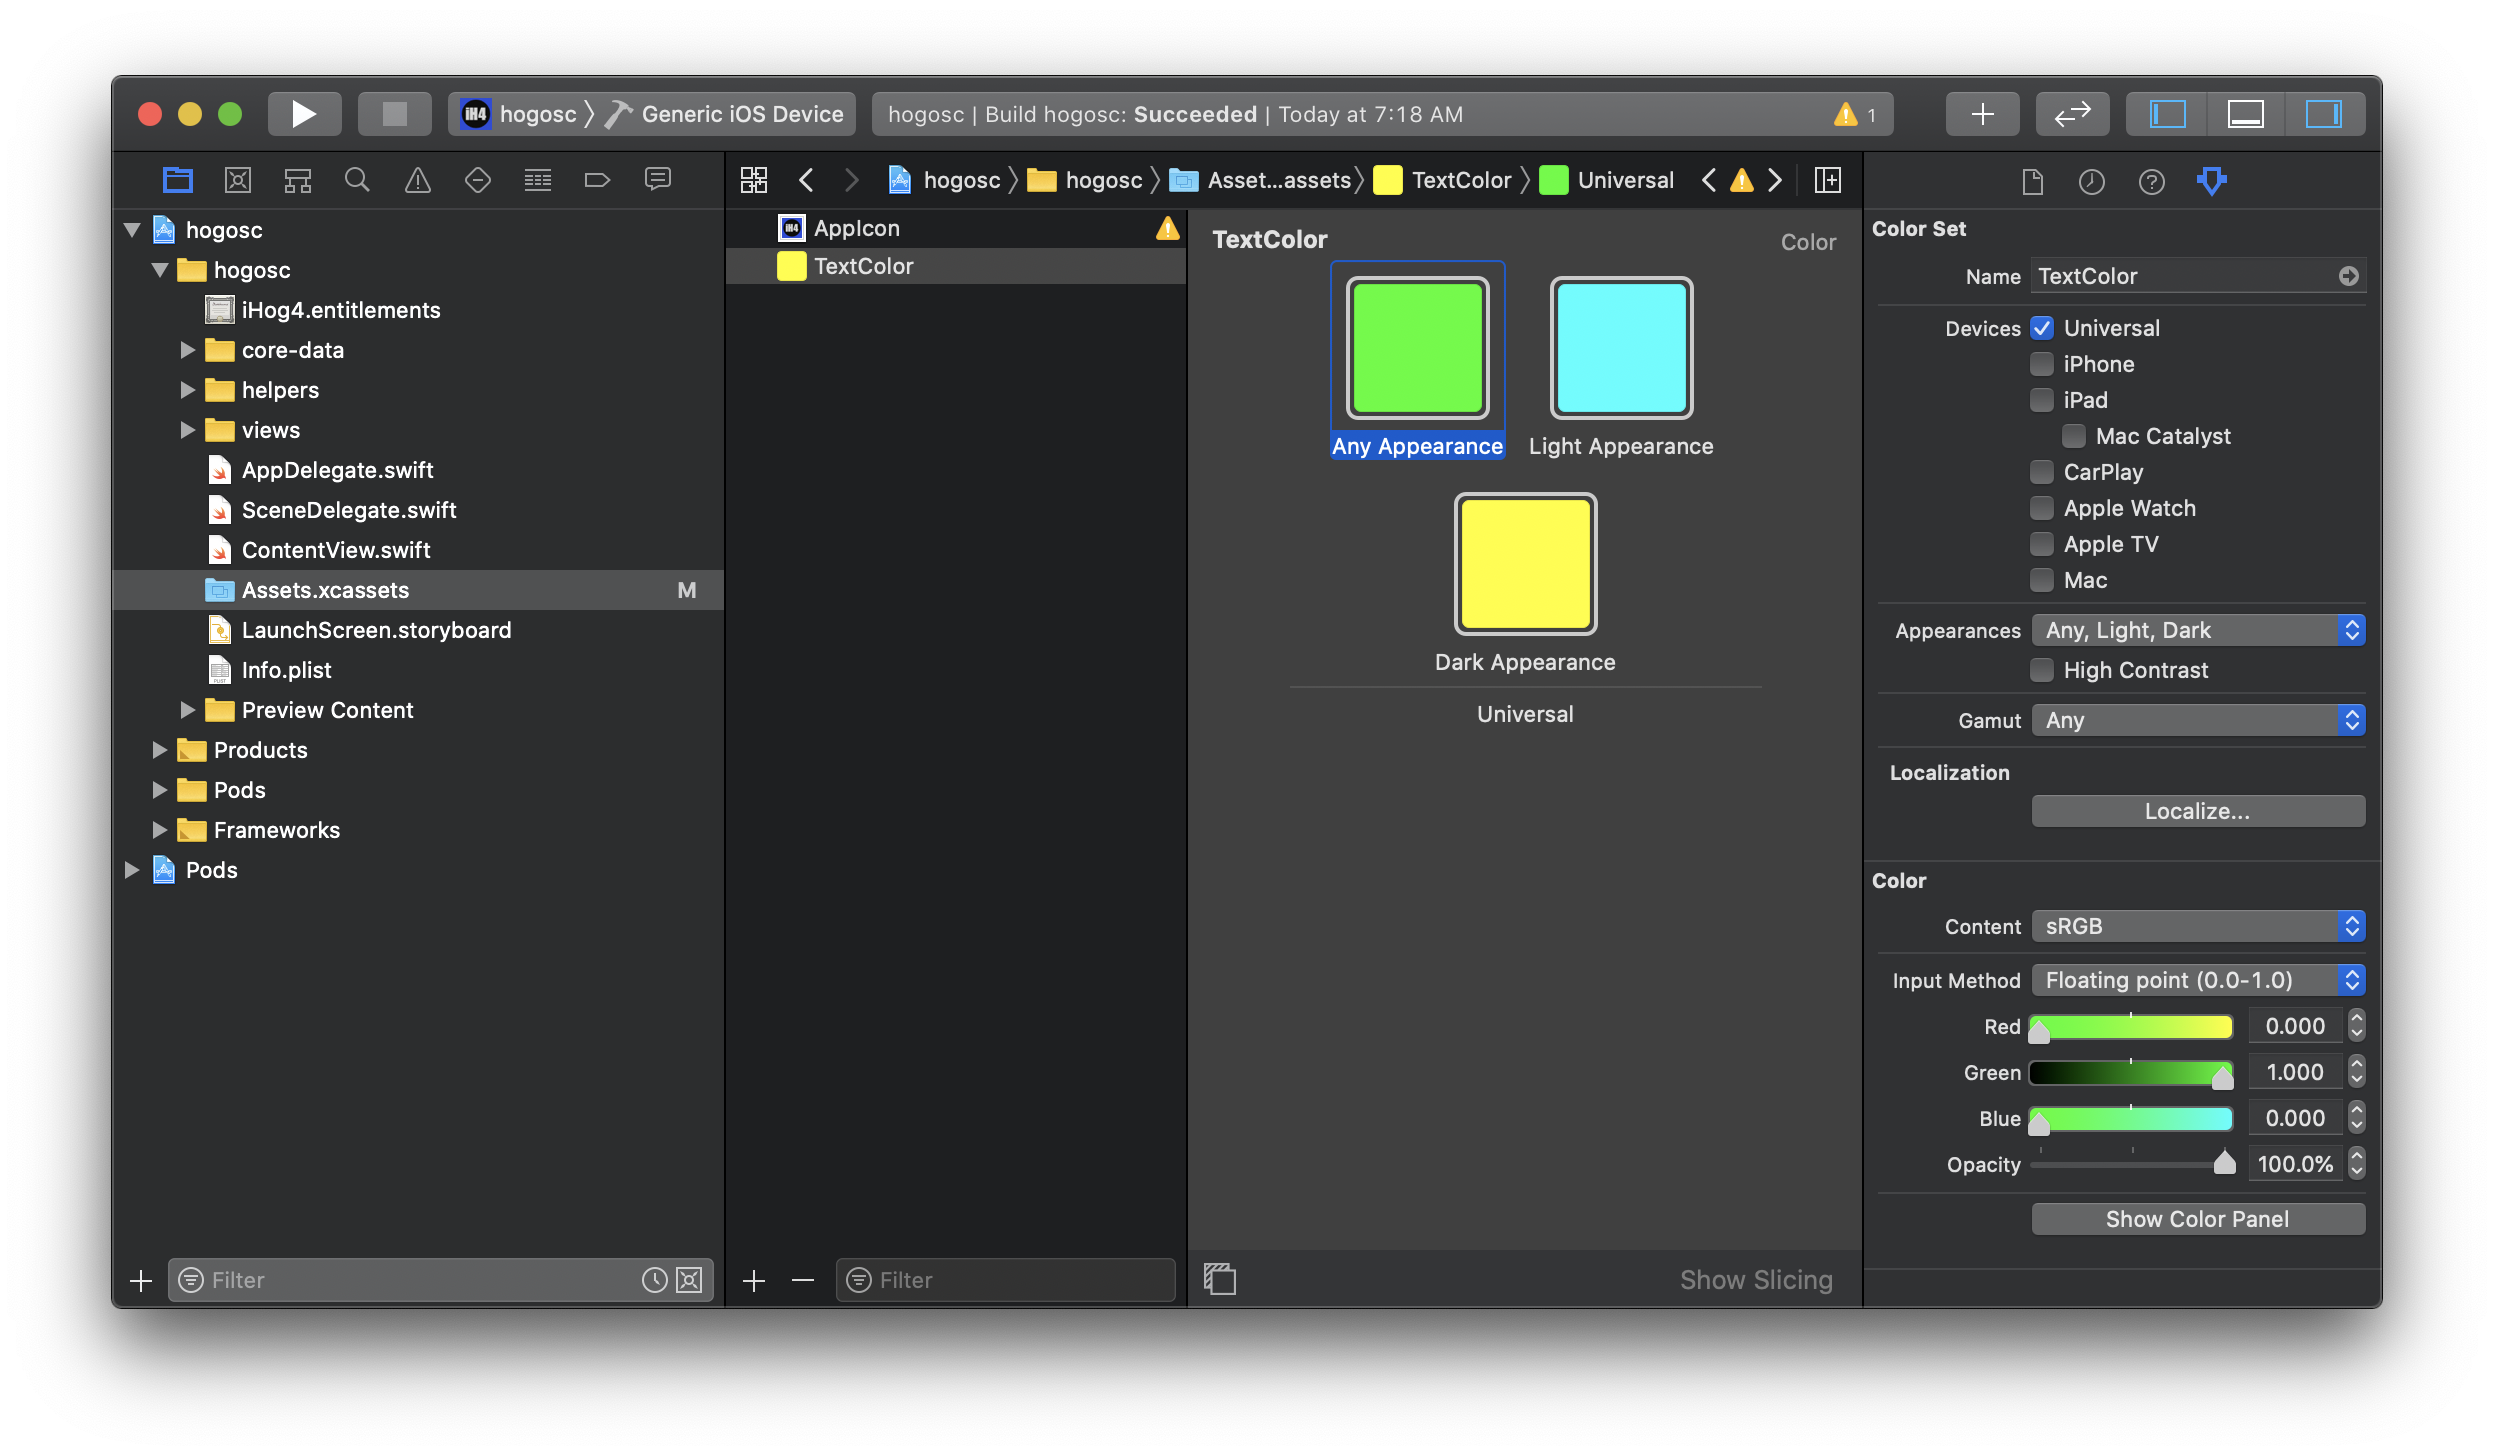 hogosc
Generic iOS Device
hogosc | Build hogosc: Succeeded | Today at 7:18 AM
1
hogosc
hogosc
iHog4.entitlements
core-data
helpers
views
AppDelegate.swift
SceneDelegate.swift
ContentView.swift
Assets.xcassets
M
LaunchScreen.storyboard
Info.plist
Preview Content
Products
Pods
Frameworks
Pods
Filter
hogosc
hogosc
Asset...assets
TextColor
Universal
AppIcon
TextColor
Filter
TextColor
Color
Any Appearance
Light Appearance
Dark Appearance
Universal
Show Slicing
Color Set
Name TextColor
Devices Universal
iPhone
iPad
Mac Catalyst
CarPlay
Apple Watch
Apple TV
Mac
Appearances Any, Light, Dark
High Contrast
Gamut Any
Localization
Localize...
Color
Content sRGB
Input Method Floating point (0.0-1.0)
Red 0.000
Green 1.000
Blue 0.000
Opacity 100.0%
Show Color Panel